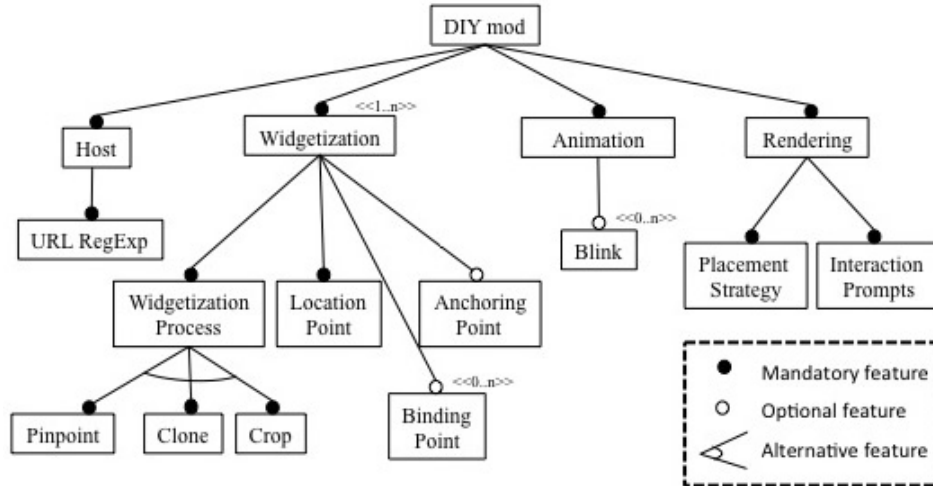 DIY mod
<<1..n>>
Host
Widgetization
Animation
Rendering
URL RegExp
<<0..n>>
Blink
Widgetization
Process
Location
Point
Anchoring
Point
Placement
Strategy
Interaction
Prompts
<<0..n>>
Pinpoint
Clone
Crop
Binding
Point
Mandatory feature
Optional feature
Alternative feature